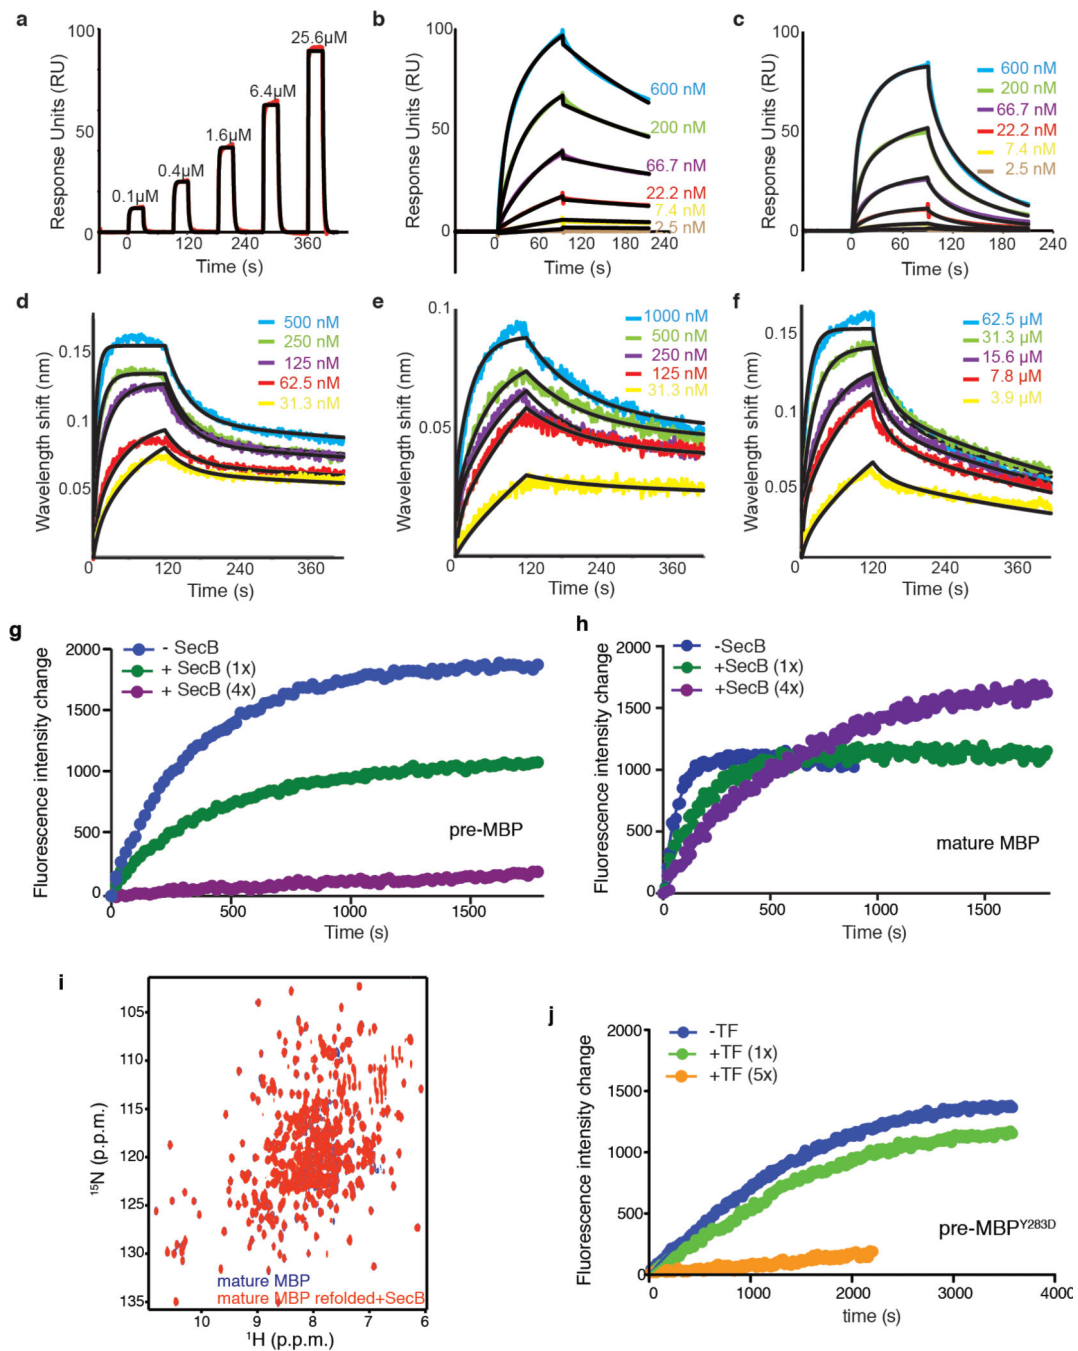 a
100
50
0
Response Units (RU)
0.1µM
0.4µM
1.6µM
6.4µM
25.6µM
0 120 240 360
Time (s)
b
100
50
0
Response Units (RU)
600 nM
200 nM
66.7 nM
22.2 nM
7.4 nM
2.5 nM
0 60 120 180 240
Time (s)
c
100
50
0
Response Units (RU)
600 nM
200 nM
66.7 nM
22.2 nM
7.4 nM
2.5 nM
0 60 120 180 240
Time (s)
d
0.15
0.1
0.05
Wavelength shift (nm)
500 nM
250 nM
125 nM
62.5 nM
31.3 nM
0 120 240 360
Time (s)
e
0.1
0.05
Wavelength shift (nm)
1000 nM
500 nM
250 nM
125 nM
31.3 nM
0 120 240 360
Time (s)
f
0.15
0.1
0.05
Wavelength shift (nm)
62.5 µM
31.3 µM
15.6 µM
7.8 µM
3.9 µM
0 120 240 360
Time (s)
g
2000
1500
1000
500
0
Fluorescence intensity change
- SecB
+ SecB (1x)
+ SecB (4x)
pre-MBP
0 500 1000 1500
Time (s)
h
2000
1500
1000
500
0
Fluorescence intensity change
-SecB
+SecB (1x)
+SecB (4x)
mature MBP
0 500 1000 1500
Time (s)
i
105
110
115
120
125
130
135
¹⁵N (p.p.m.)
mature MBP
mature MBP refolded+SecB
10 9 8 7 6
¹H (p.p.m.)
j
2000
1500
1000
500
0
Fluorescence intensity change
-TF
+TF (1x)
+TF (5x)
pre-MBPY283D
0 1000 2000 3000 4000
time (s)